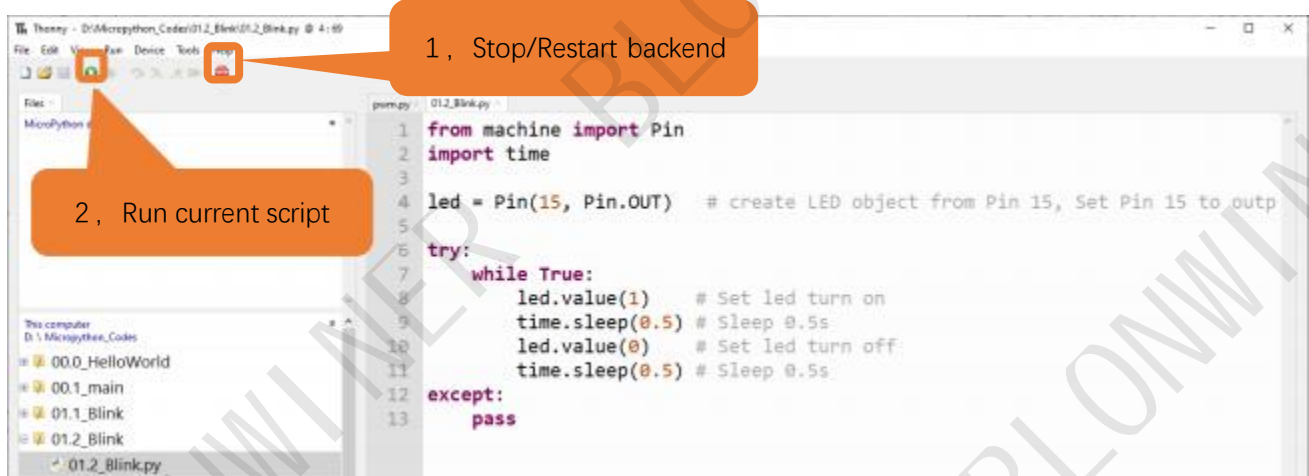 Thonny - D:\Micropython_Codes\01.2_Blink\01.2_Blink.py @ 4:69
File Edit View Run Device Tools Help
1, Stop/Restart backend
Files
MicroPython
2, Run current script
This computer
D: \ Micropython_Codes
00.0_HelloWorld
00.1_main
01.1_Blink
01.2_Blink
01.2_Blink.py
pwm.py 01.2_Blink.py
1 from machine import Pin
2 import time
3
4 led = Pin(15, Pin.OUT) # create LED object from Pin 15, Set Pin 15 to outp
5
6 try:
7 while True:
8 led.value(1) # Set led turn on
9 time.sleep(0.5) # Sleep 0.5s
10 led.value(0) # Set led turn off
11 time.sleep(0.5) # Sleep 0.5s
12 except:
13 pass